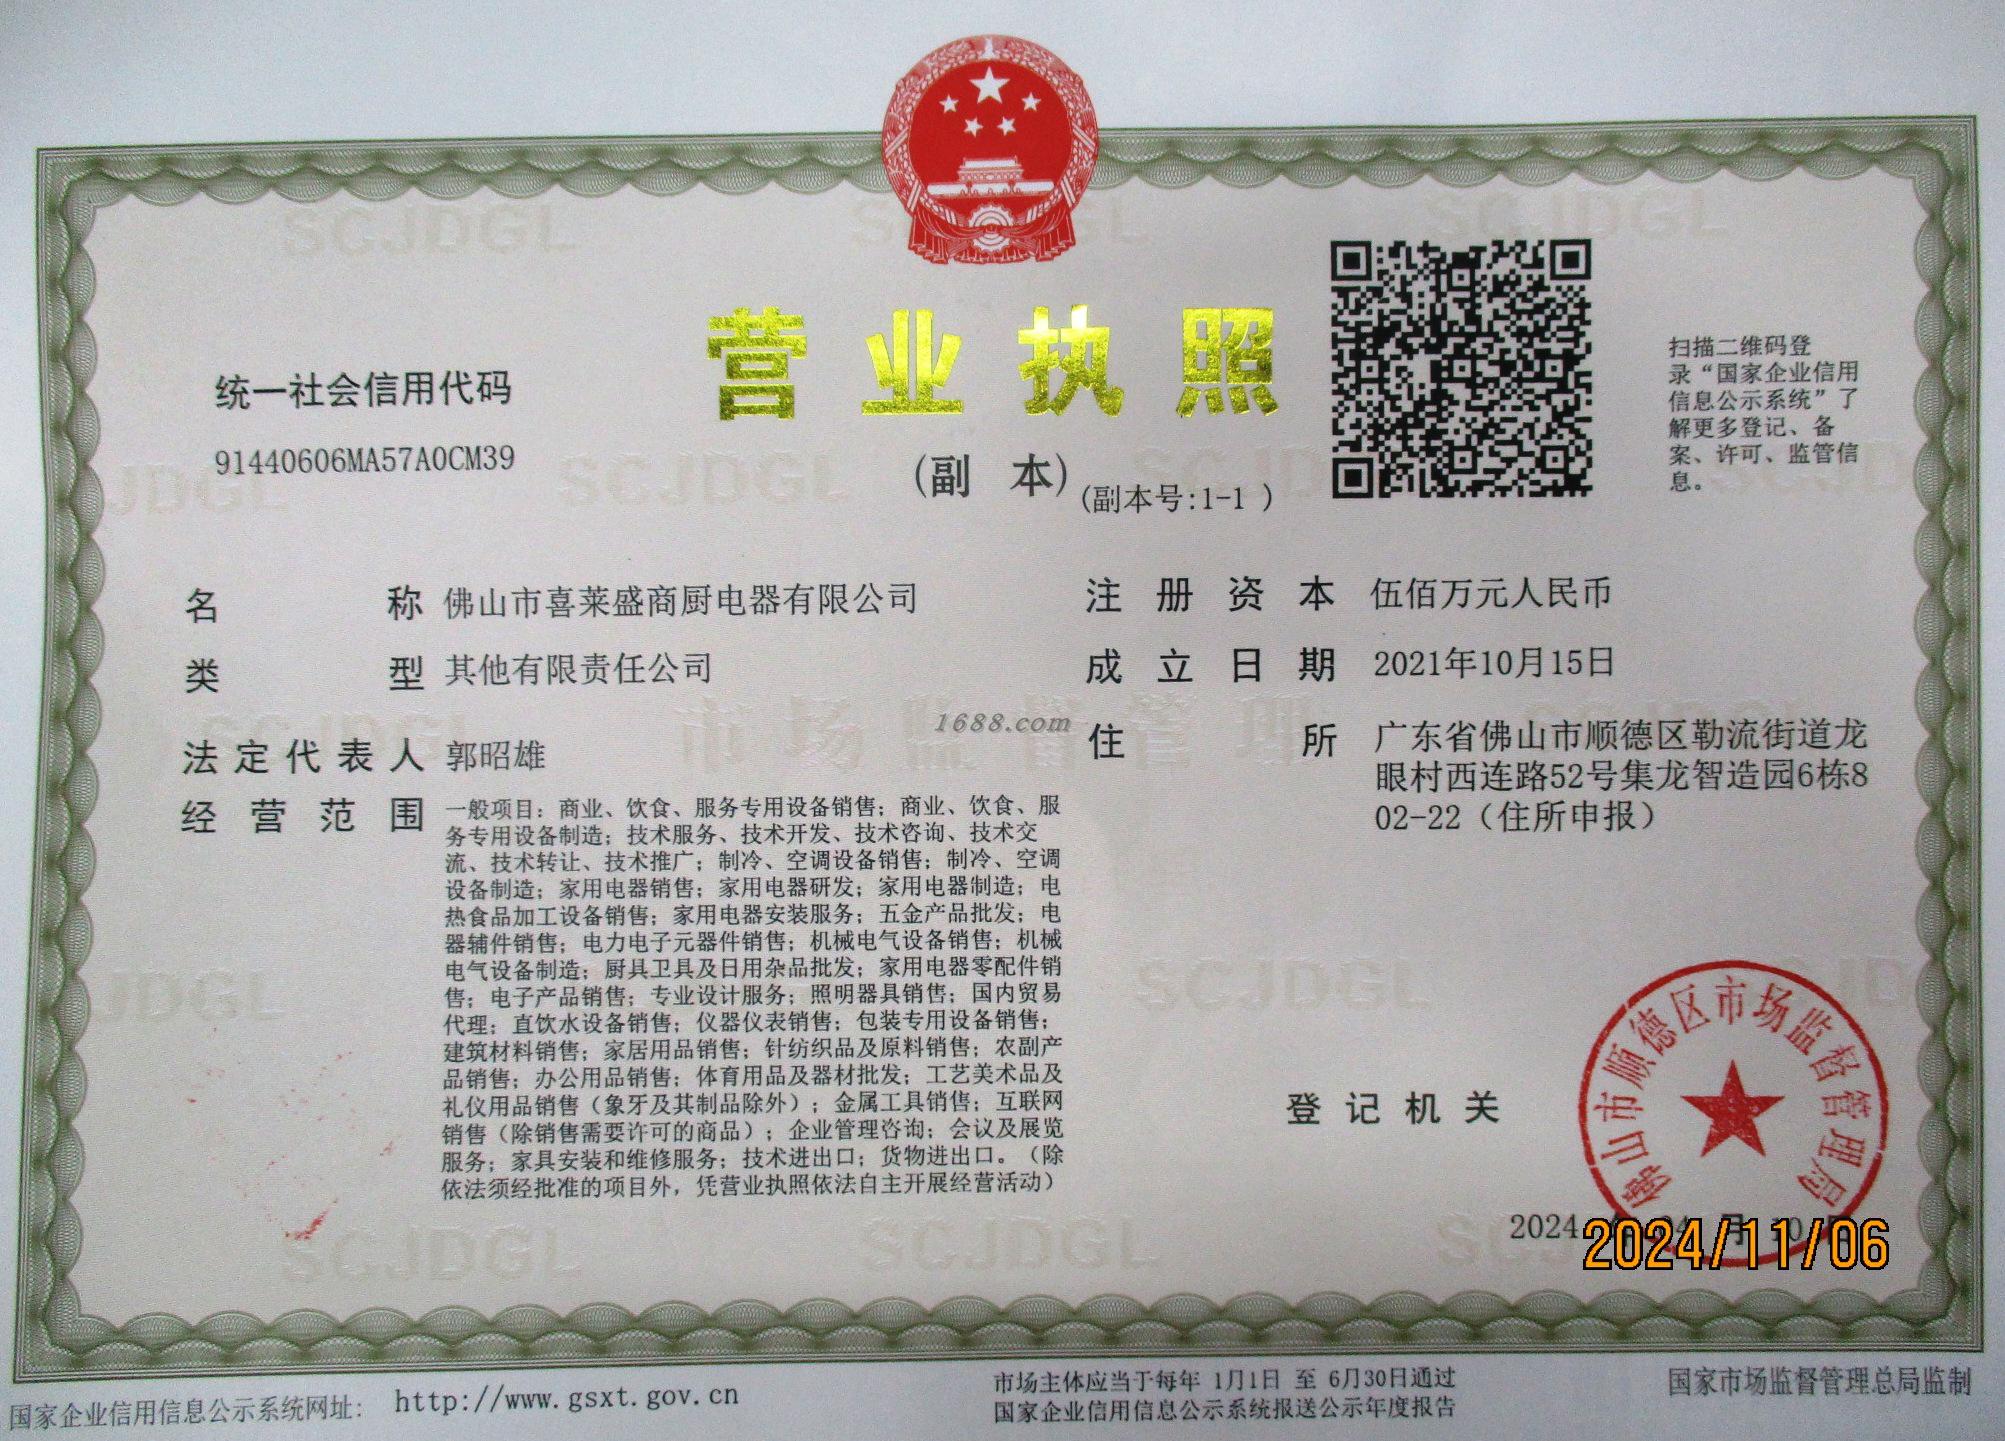 SCJDGL
营业执照
统一社会信用代码
91440606MA57A0CM39
(副 本) (副本号:1-1 )
扫描二维码登
录“国家企业信用
信息公示系统”了
解更多登记、备
案、许可、监管信
息。
名称 佛山市喜莱盛商厨电器有限公司
类型 其他有限责任公司
法定代表人 郭昭雄
经营范围 一般项目：商业、饮食、服务专用设备销售；商业、饮食、服
务专用设备制造；技术服务、技术开发、技术咨询、技术交
流、技术转让、技术推广；制冷、空调设备销售；制冷、空调
设备制造；家用电器销售；家用电器研发；家用电器制造；电
热食品加工设备销售；家用电器安装服务；五金产品批发；电
器辅件销售；电力电子元器件销售；机械电气设备销售；机械
电气设备制造；厨具卫具及日用杂品批发；家用电器零配件销
售；电子产品销售；专业设计服务；照明器具销售；国内贸易
代理；直饮水设备销售；仪器仪表销售；包装专用设备销售；
建筑材料销售；家居用品销售；针纺织品及原料销售；农副产
品销售；办公用品销售；体育用品及器材批发；工艺美术品及
礼仪用品销售（象牙及其制品除外）；金属工具销售；互联网
销售（除销售需要许可的商品）；企业管理咨询；会议及展览
服务；家具安装和维修服务；技术进出口；货物进出口。（除
依法须经批准的项目外，凭营业执照依法自主开展经营活动）
注册资本 伍佰万元人民币
成立日期 2021年10月15日
住所 广东省佛山市顺德区勒流街道龙
眼村西连路52号集龙智造园6栋8
02-22（住所申报）
1688.com
市场监督管理
登记机关
佛山市顺德区市场监督管理局
2024年 月10日
2024/11/06
国家企业信用信息公示系统网址: http://www.gsxt.gov.cn
市场主体应当于每年 1月1日 至 6月30日通过
国家企业信用信息公示系统报送公示年度报告
国家市场监督管理总局监制